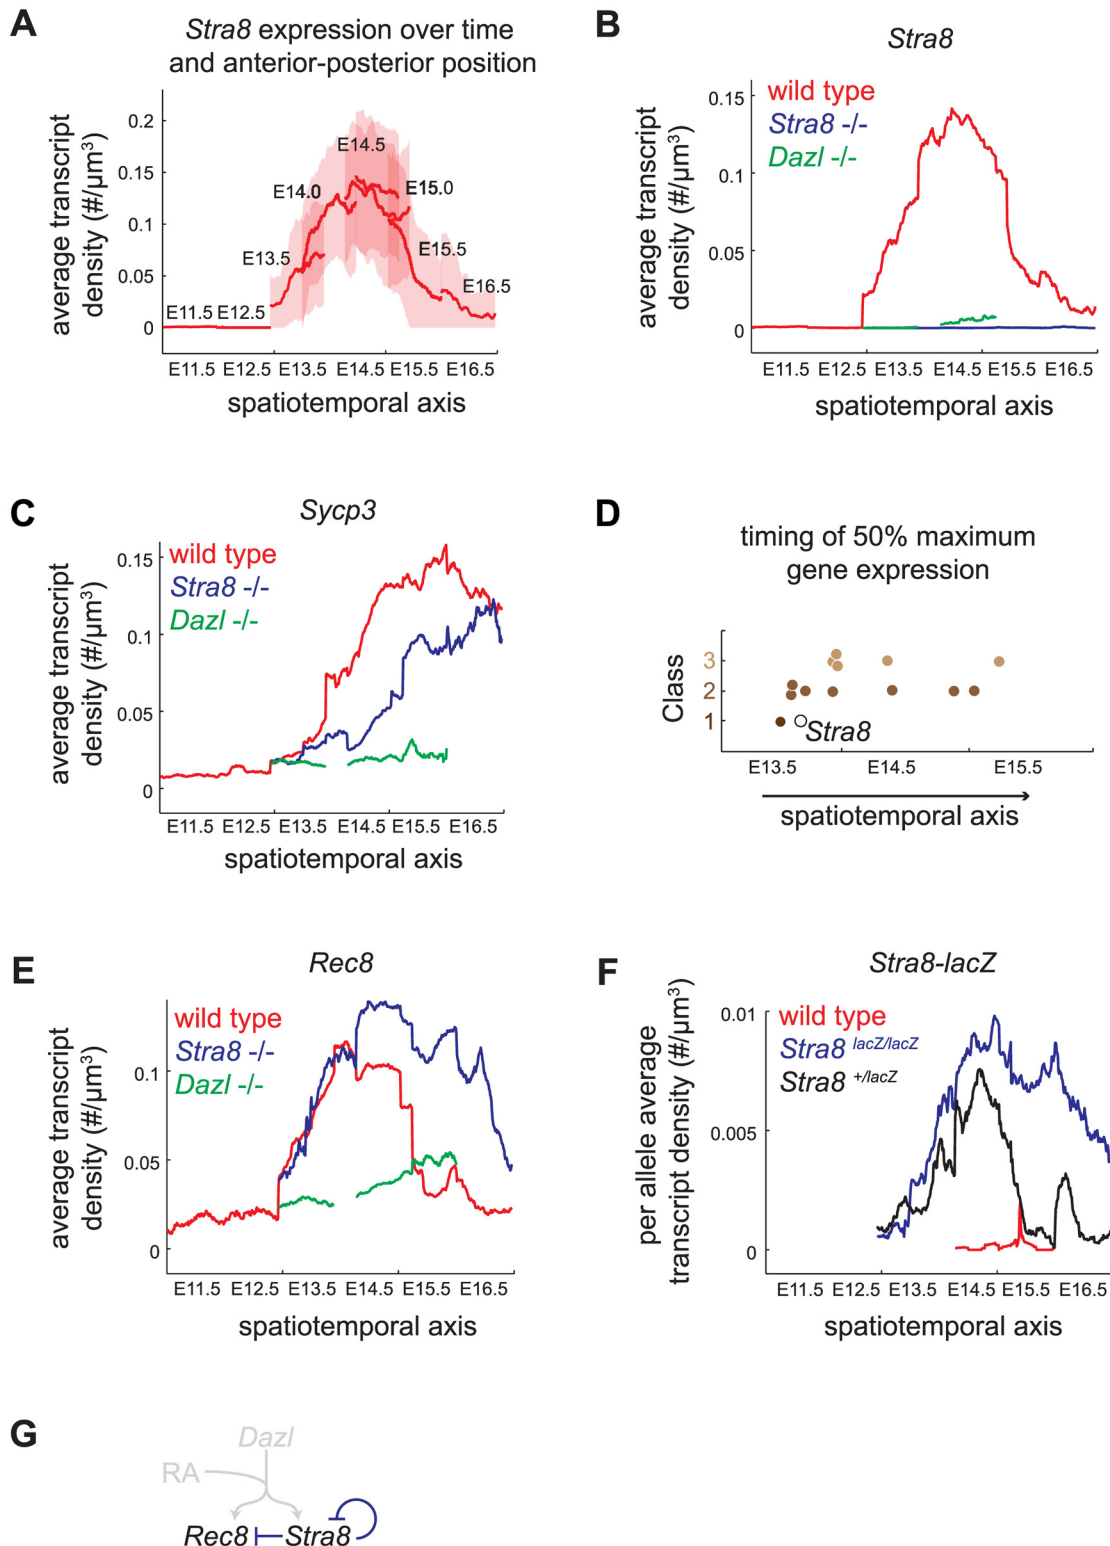 A
Stra8 expression over time
and anterior-posterior position
average transcript
density (#/μm³)
0.2
0.15
0.1
0.05
0
E14.5
E14.0
E15.0
E13.5
E15.5
E16.5
E11.5 E12.5
E11.5 E12.5 E13.5 E14.5 E15.5 E16.5
spatiotemporal axis
B
Stra8
wild type
Stra8 -/-
Dazl -/-
average transcript
density (#/μm³)
0.15
0.1
0.05
0
E11.5 E12.5 E13.5 E14.5 E15.5 E16.5
spatiotemporal axis
C
Sycp3
wild type
Stra8 -/-
Dazl -/-
average transcript
density (#/μm³)
0.15
0.1
0.05
0
E11.5 E12.5 E13.5 E14.5 E15.5 E16.5
spatiotemporal axis
D
timing of 50% maximum
gene expression
Class
3
2
1
Stra8
E13.5 E14.5 E15.5
spatiotemporal axis
E
Rec8
wild type
Stra8 -/-
Dazl -/-
average transcript
density (#/μm³)
0.1
0.05
0
E11.5 E12.5 E13.5 E14.5 E15.5 E16.5
spatiotemporal axis
F
Stra8-lacZ
wild type
Stra8 lacZ/lacZ
Stra8 +/lacZ
per allele average
transcript density (#/μm³)
0.01
0.005
0
E11.5 E12.5 E13.5 E14.5 E15.5 E16.5
spatiotemporal axis
G
Dazl
RA
Rec8 Stra8